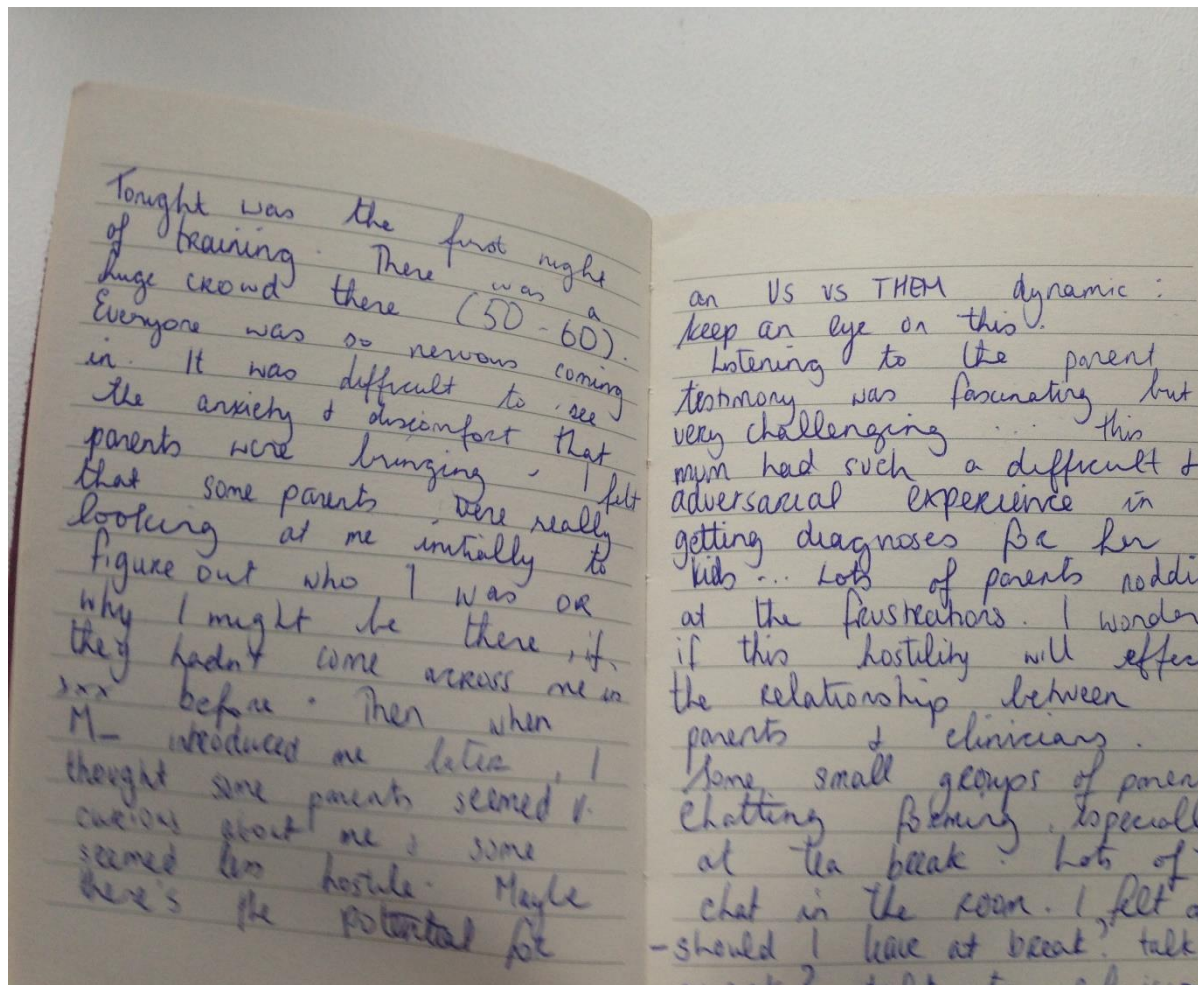 Tonight was the first night
of training. There was a
huge crowd there (50-60).
Everyone was so nervous coming
in. It was difficult to see
the anxiety & discomfort that
parents were bringing, I felt
that some parents were really
looking at me initially to
figure out who I was OR
why I might be there, if
they hadn't come across me in
xxx before. Then when
M_ introduced me later, I
thought some parents seemed v.
curious about me & some
seemed less hostile. Maybe
there's the potential for
an US VS THEM dynamic:
keep an eye on this.
Listening to the parent
testimony was fascinating but
very challenging ... this
mum had such a difficult &
adversarial experience in
getting diagnoses for her
kids ... Lots of parents noddi
at the frustrations. I wonder
if this hostility will effec
the relationship between
parents & clinicians.
Some small groups of paren
chatting forming, especiall
at tea break. Lots of
chat in the room. I felt
- should I leave at break? talk